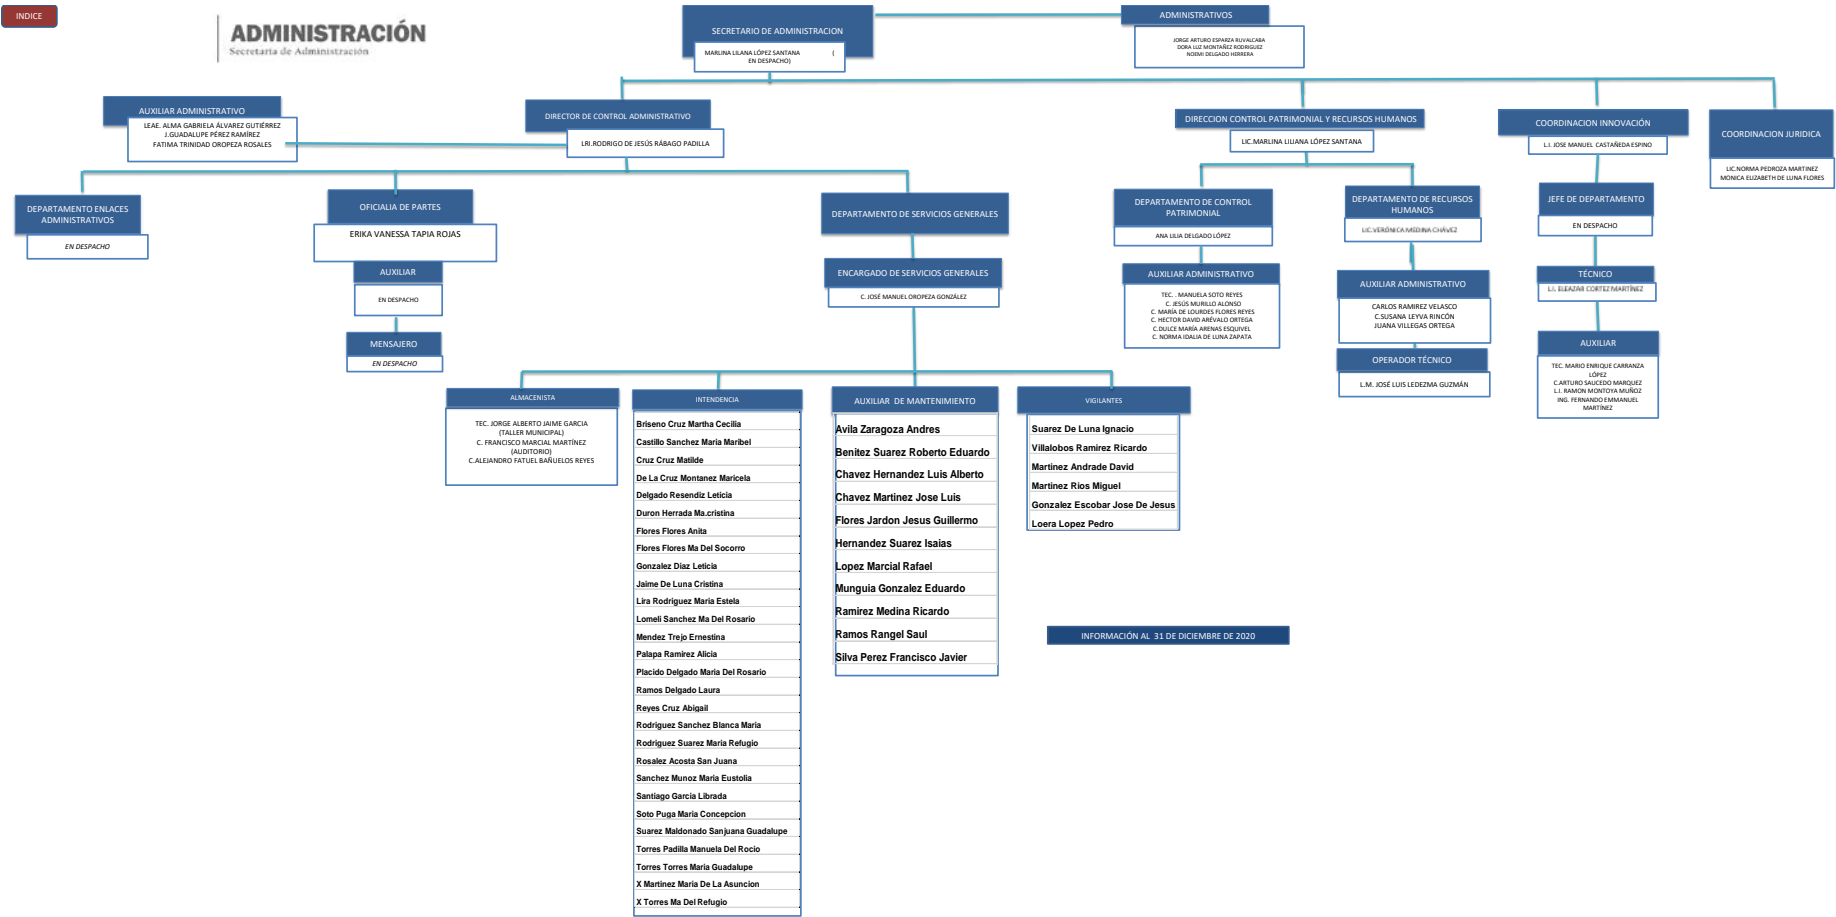 INDICE
ADMINISTRACIÓN
Secretaría de Administración
SECRETARIO DE ADMINISTRACION
MARLINA LILANA LÓPEZ SANTANA (
EN DESPACHO)
ADMINISTRATIVOS
JORGE ARTURO ESPARZA RUVALCABA
DORA LUZ MONTAÑEZ RODRIGUEZ
NOEMI DELGADO HERRERA
AUXILIAR ADMINISTRATIVO
LEAE. ALMA GABRIELA ÁLVAREZ GUTIÉRREZ
J.GUADALUPE PÉREZ RAMÍREZ
FATIMA TRINIDAD OROPEZA ROSALES
DIRECTOR DE CONTROL ADMINISTRATIVO
LRI.RODRIGO DE JESÚS RÁBAGO PADILLA
DIRECCION CONTROL PATRIMONIAL Y RECURSOS HUMANOS
LIC.MARLINA LILIANA LÓPEZ SANTANA
COORDINACION INNOVACIÓN
L.I. JOSE MANUEL CASTAÑEDA ESPINO
COORDINACION JURIDICA
LIC.NORMA PEDROZA MARTINEZ
MONICA ELIZABETH DE LUNA FLORES
DEPARTAMENTO ENLACES
ADMINISTRATIVOS
EN DESPACHO
OFICIALIA DE PARTES
ERIKA VANESSA TAPIA ROJAS
AUXILIAR
EN DESPACHO
MENSAJERO
EN DESPACHO
DEPARTAMENTO DE SERVICIOS GENERALES
ENCARGADO DE SERVICIOS GENERALES
C. JOSÉ MANUEL OROPEZA GONZÁLEZ
DEPARTAMENTO DE CONTROL
PATRIMONIAL
ANA LILIA DELGADO LÓPEZ
AUXILIAR ADMINISTRATIVO
TEC. . MANUELA SOTO REYES
C. JESÚS MURILLO ALONSO
C. MARÍA DE LOURDES FLORES REYES
C. HECTOR DAVID ARÉVALO ORTEGA
C.DULCE MARÍA ARENAS ESQUIVEL
C. NORMA IDALIA DE LUNA ZAPATA
DEPARTAMENTO DE RECURSOS
HUMANOS
LIC.VERÓNICA MEDINA CHÁVEZ
AUXILIAR ADMINISTRATIVO
CARLOS RAMIREZ VELASCO
C.SUSANA LEYVA RINCÓN
JUANA VILLEGAS ORTEGA
OPERADOR TÉCNICO
L.M. JOSÉ LUIS LEDEZMA GUZMÁN
JEFE DE DEPARTAMENTO
EN DESPACHO
TÉCNICO
L.I. ELEAZAR CORTEZ MARTÍNEZ
AUXILIAR
TEC. MARIO ENRIQUE CARRANZA
LÓPEZ
C.ARTURO SAUCEDO MARQUEZ
L.I. RAMON MONTOYA MUÑOZ
ING. FERNANDO EMMANUEL
MARTÍNEZ
ALMACENISTA
TEC. JORGE ALBERTO JAIME GARCIA
(TALLER MUNICIPAL)
C. FRANCISCO MARCIAL MARTÍNEZ
(AUDITORIO)
C.ALEJANDRO FATUEL BAÑUELOS REYES
INTENDENCIA
Briseno Cruz Martha Cecilia
Castillo Sanchez Maria Maribel
Cruz Cruz Matilde
De La Cruz Montanez Maricela
Delgado Resendiz Leticia
Duron Herrada Ma.cristina
Flores Flores Anita
Flores Flores Ma Del Socorro
Gonzalez Diaz Leticia
Jaime De Luna Cristina
Lira Rodriguez Maria Estela
Lomeli Sanchez Ma Del Rosario
Mendez Trejo Ernestina
Palapa Ramirez Alicia
Placido Delgado Maria Del Rosario
Ramos Delgado Laura
Reyes Cruz Abigail
Rodriguez Sanchez Blanca Maria
Rodriguez Suarez Maria Refugio
Rosalez Acosta San Juana
Sanchez Munoz Maria Eustolia
Santiago Garcia Librada
Soto Puga Maria Concepcion
Suarez Maldonado Sanjuana Guadalupe
Torres Padilla Manuela Del Rocio
Torres Torres Maria Guadalupe
X Martinez Maria De La Asuncion
X Torres Ma Del Refugio
AUXILIAR DE MANTENIMIENTO
Avila Zaragoza Andres
Benitez Suarez Roberto Eduardo
Chavez Hernandez Luis Alberto
Chavez Martinez Jose Luis
Flores Jardon Jesus Guillermo
Hernandez Suarez Isaias
Lopez Marcial Rafael
Munguia Gonzalez Eduardo
Ramirez Medina Ricardo
Ramos Rangel Saul
Silva Perez Francisco Javier
VIGILANTES
Suarez De Luna Ignacio
Villalobos Ramirez Ricardo
Martinez Andrade David
Martinez Rios Miguel
Gonzalez Escobar Jose De Jesus
Loera Lopez Pedro
INFORMACIÓN AL 31 DE DICIEMBRE DE 2020